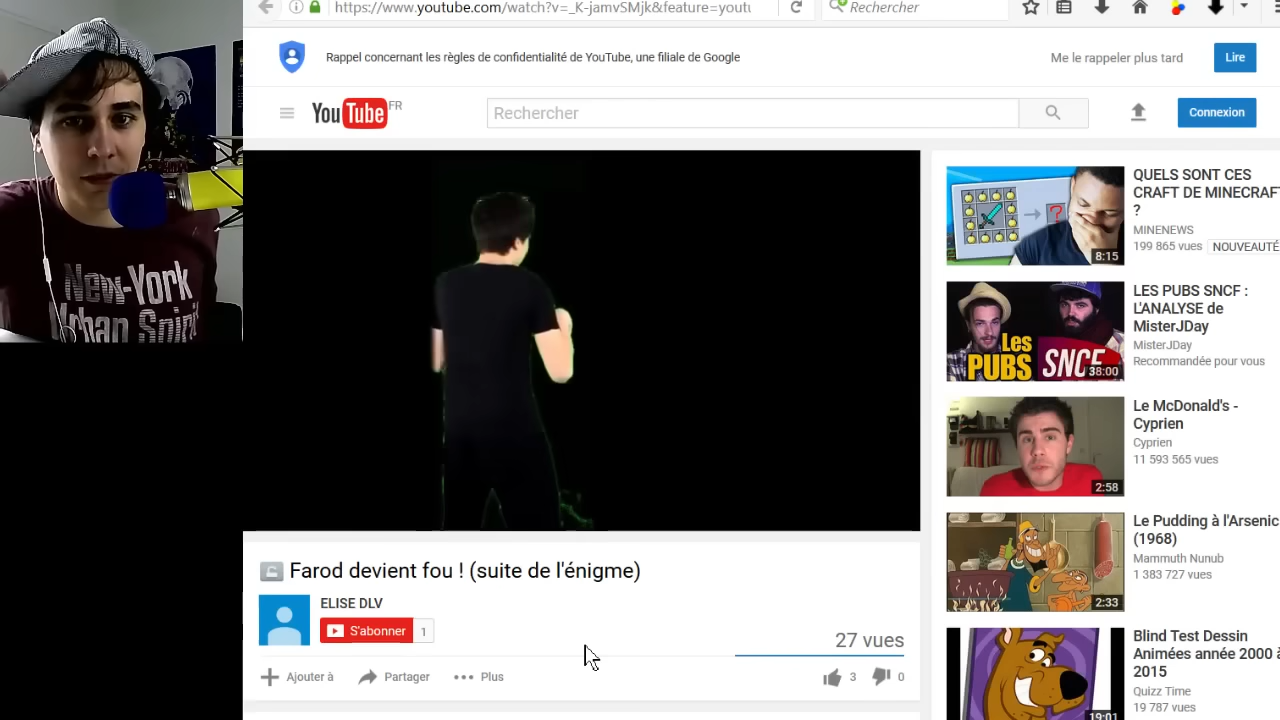 https://www.youtube.com/watch?v=_K-jamvSMjk&feature=youtu
Rechercher
Rappel concernant les règles de confidentialité de YouTube, une filiale de Google
Me le rappeler plus tard
Lire
YouTube FR
Rechercher
Connexion
New-York
Urban Spirit
QUELS SONT CES
CRAFT DE MINECRAFT
?
MINENEWS
199 865 vues NOUVEAUTÉ
8:15
LES PUBS SNCF :
L'ANALYSE de
MisterJDay
MisterJDay
Recommandée pour vous
Les
PUBS SNCF
38:00
Le McDonald's -
Cyprien
Cyprien
11 593 565 vues
2:58
Le Pudding à l'Arsenic
(1968)
Mammuth Nunub
1 383 727 vues
2:33
Blind Test Dessin
Animées année 2000 à
2015
Quizz Time
19 787 vues
19:01
Farod devient fou ! (suite de l'énigme)
ELISE DLV
S'abonner 1
27 vues
Ajouter à
Partager
Plus
3
0